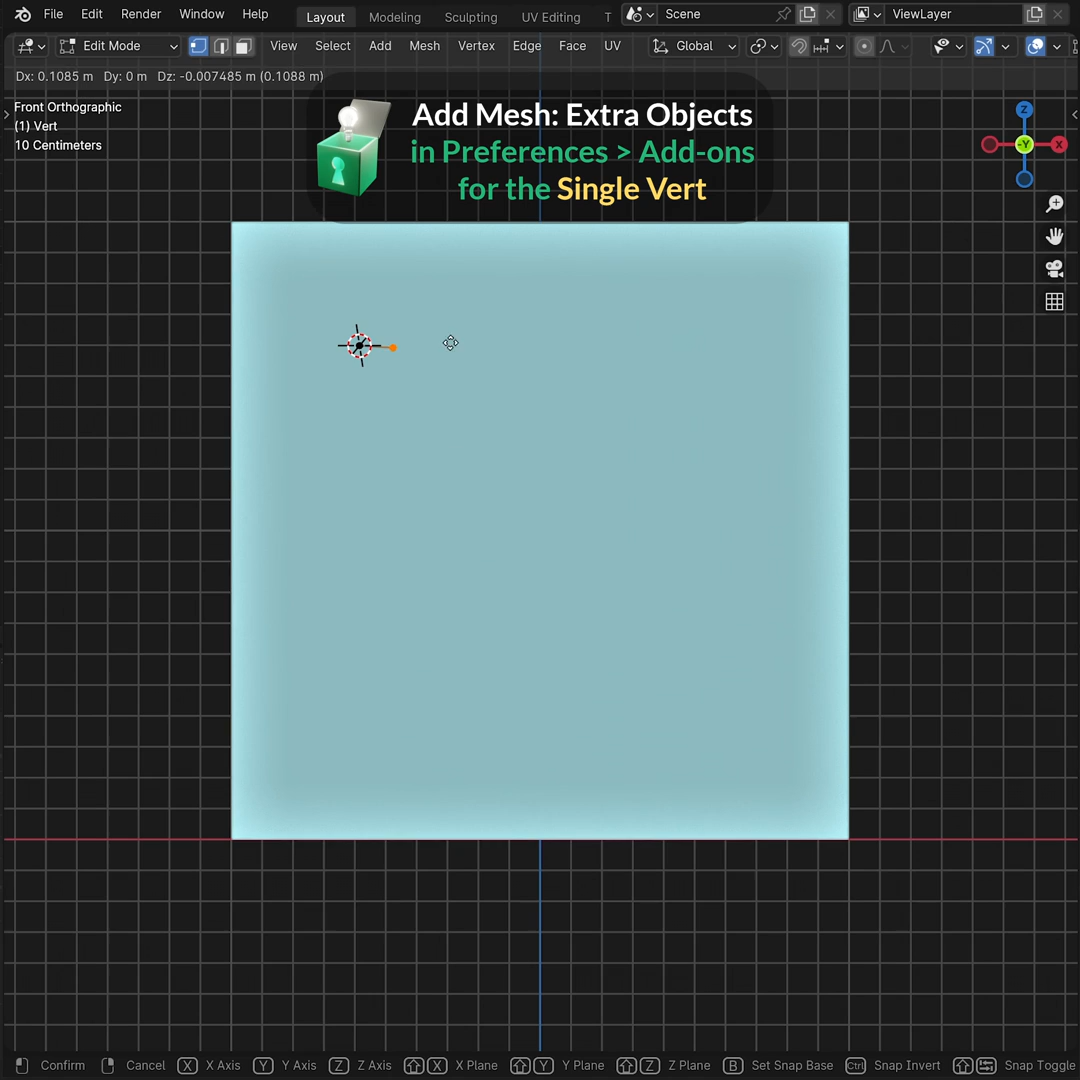 File Edit Render Window Help Layout Modeling Sculpting UV Editing T Scene ViewLayer
Edit Mode View Select Add Mesh Vertex Edge Face UV Global
Dx: 0.1085 m Dy: 0 m Dz: -0.007485 m (0.1088 m)
Front Orthographic
(1) Vert
10 Centimeters
Add Mesh: Extra Objects
in Preferences > Add-ons
for the Single Vert
Z
-Y
X
Confirm Cancel X X Axis Y Y Axis Z Z Axis X X Plane Y Y Plane Z Z Plane B Set Snap Base Ctrl Snap Invert Snap Toggle